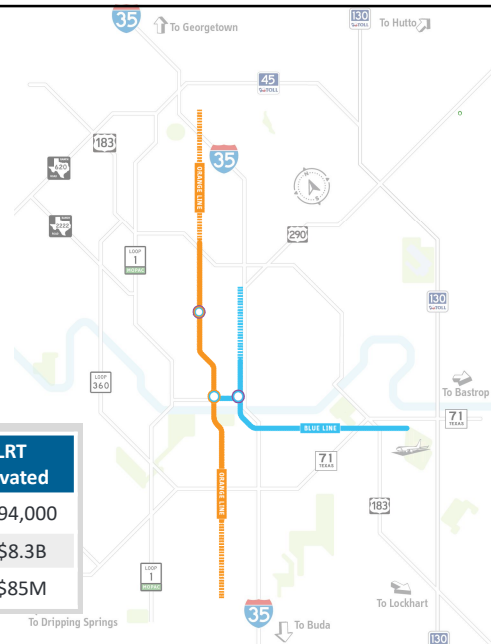 35
To Georgetown
130
TOLL
To Hutto
45
TOLL
183
35
620
2222
ORANGE LINE
290
LOOP
1
MOPAC
130
TOLL
LOOP
360
To Bastrop
71
TEXAS
BLUE LINE
71
TEXAS
LRT
vated
94,000
$8.3B
$85M
ORANGE LINE
183
LOOP
1
MOPAC
To Dripping Springs
35
To Buda
To Lockhart
130